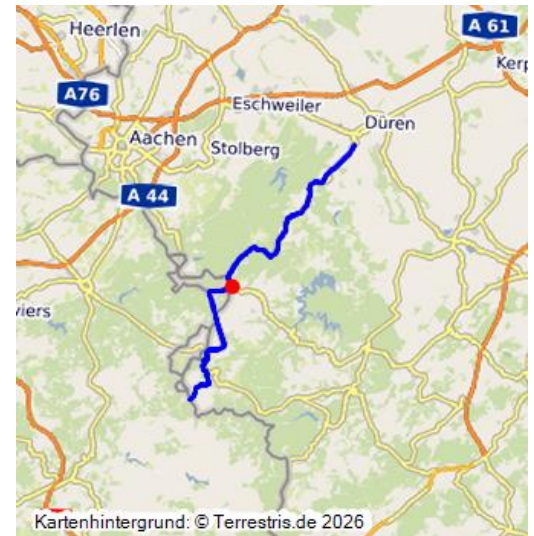 Heerlen
A 61
Kerp
A76
Eschweiler
Düren
Aachen
Stolberg
A 44
viers
Kartenhintergrund: © Terrestris.de 2026